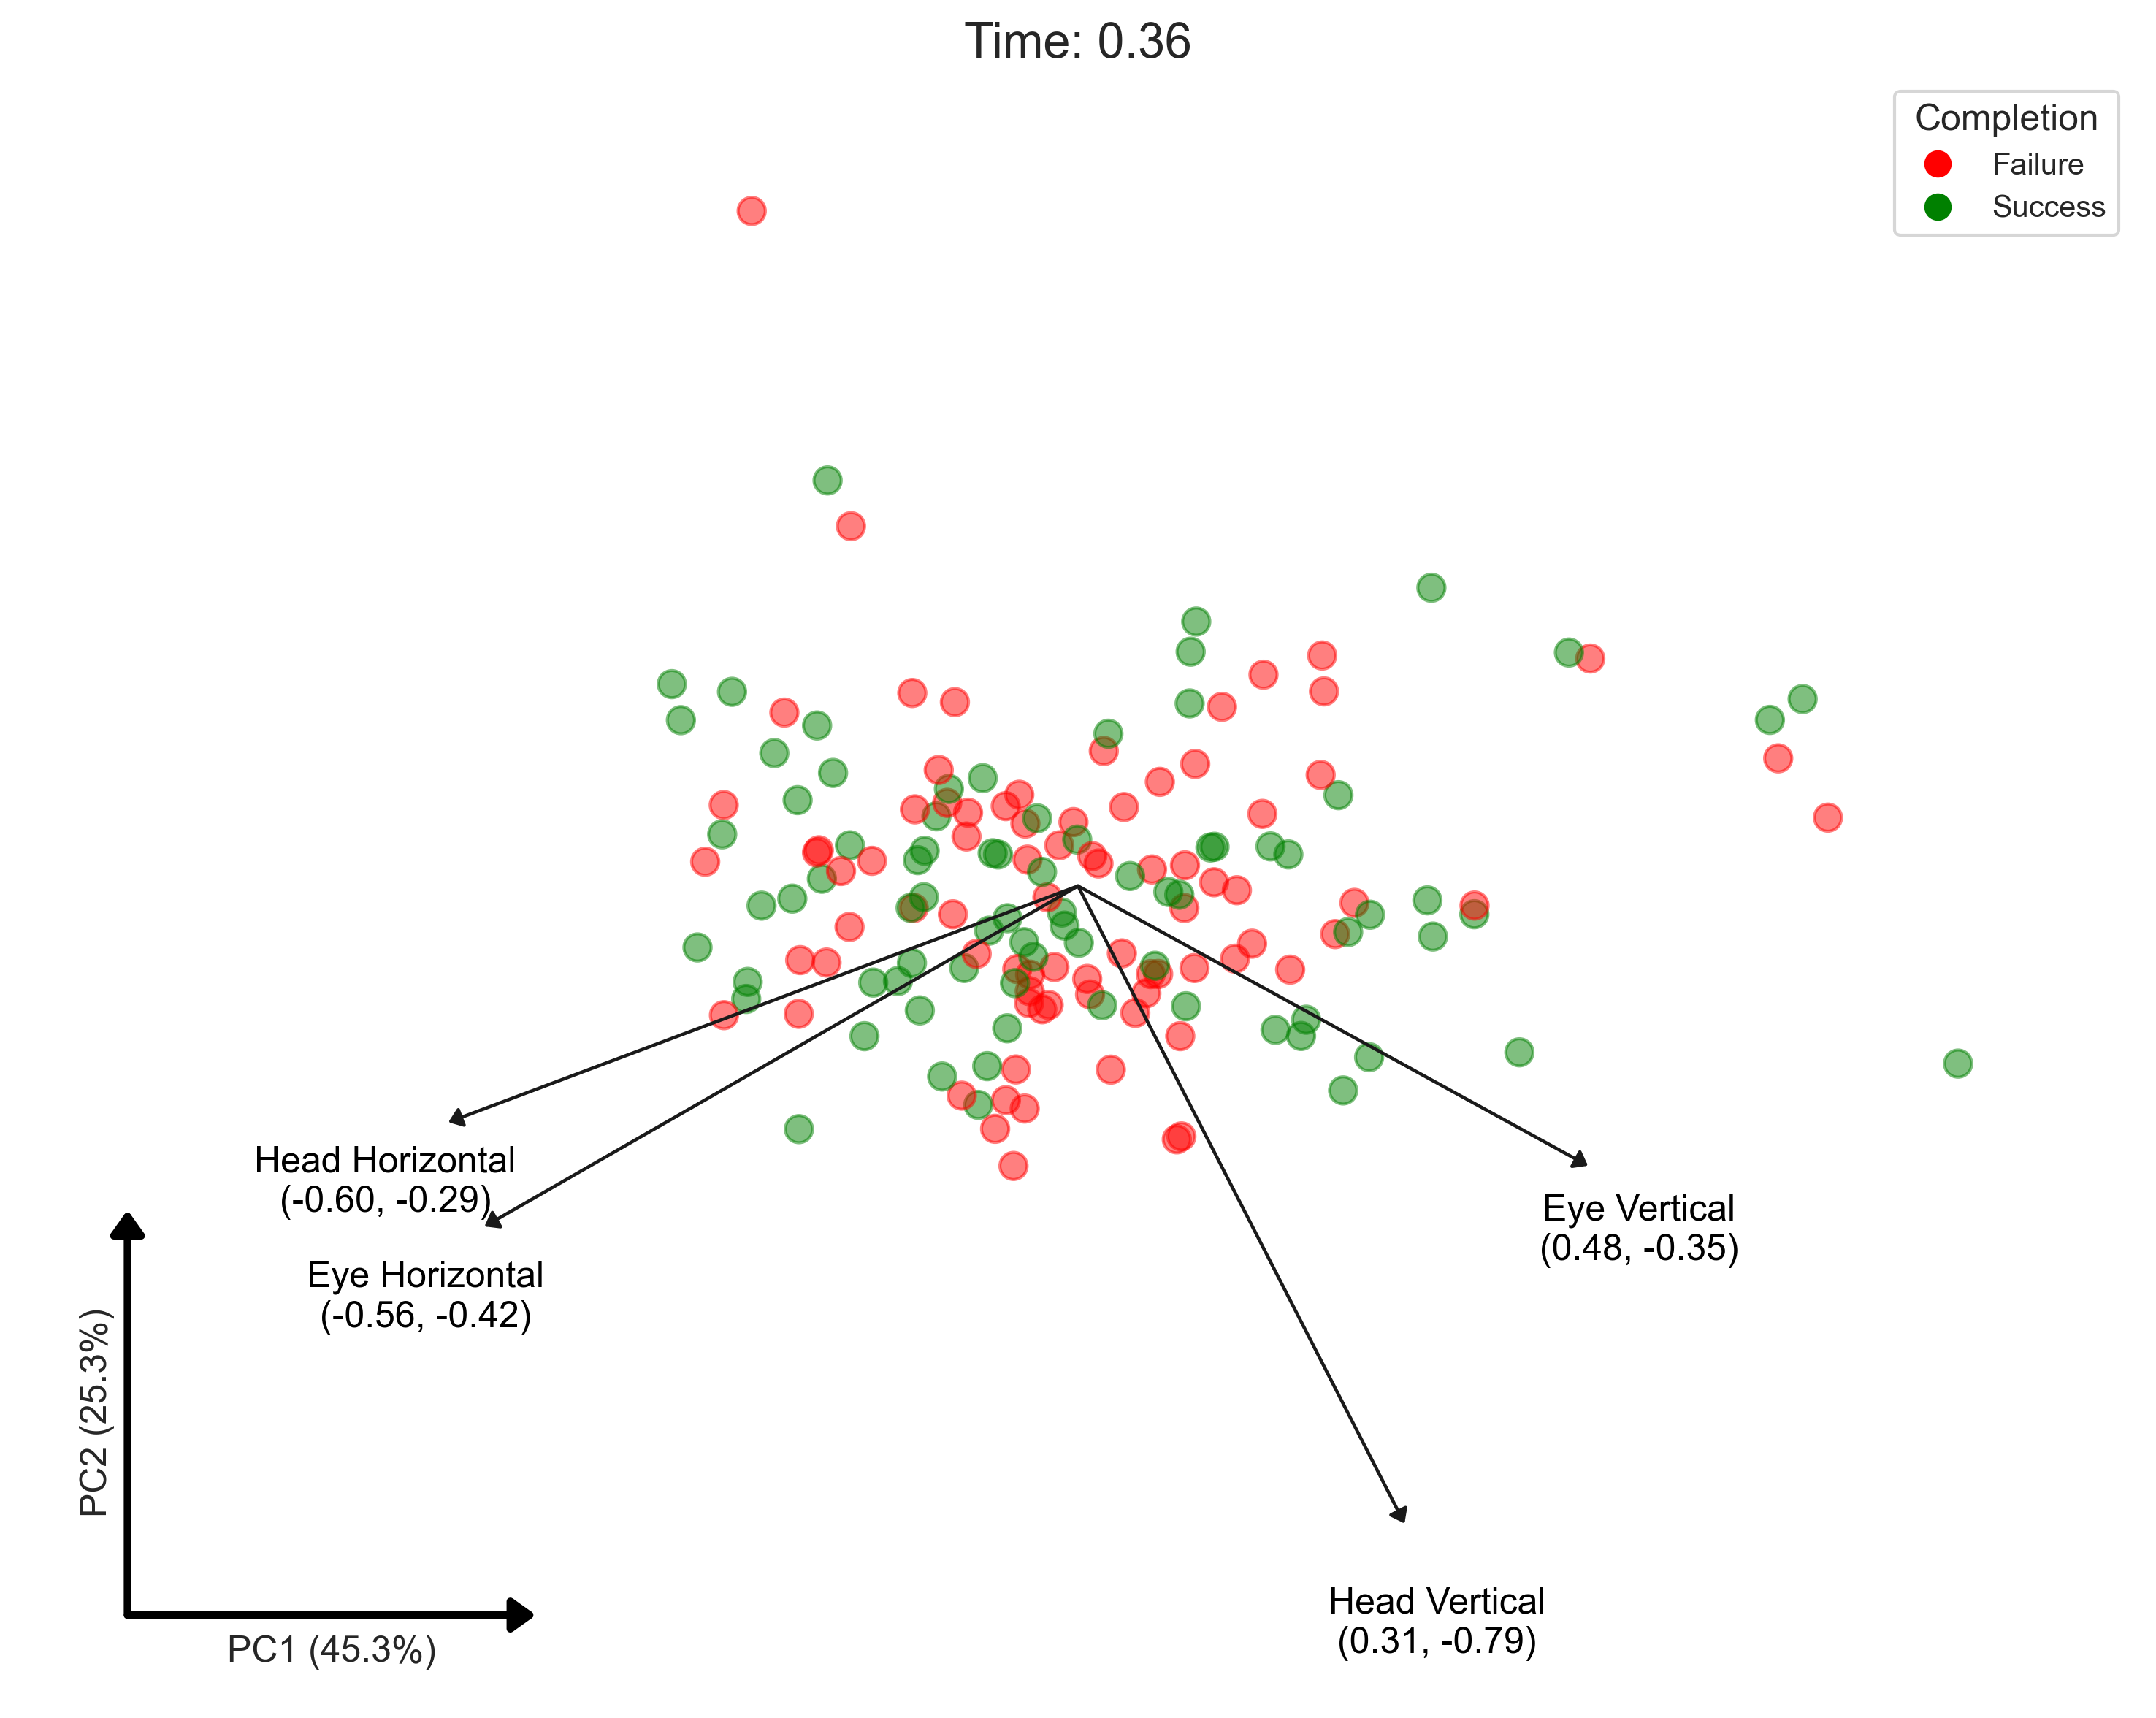 Time: 0.36
Completion
Failure
Success
Head Horizontal
(-0.60, -0.29)
Eye Horizontal
(-0.56, -0.42)
Eye Vertical
(0.48, -0.35)
Head Vertical
(0.31, -0.79)
PC2 (25.3%)
PC1 (45.3%)